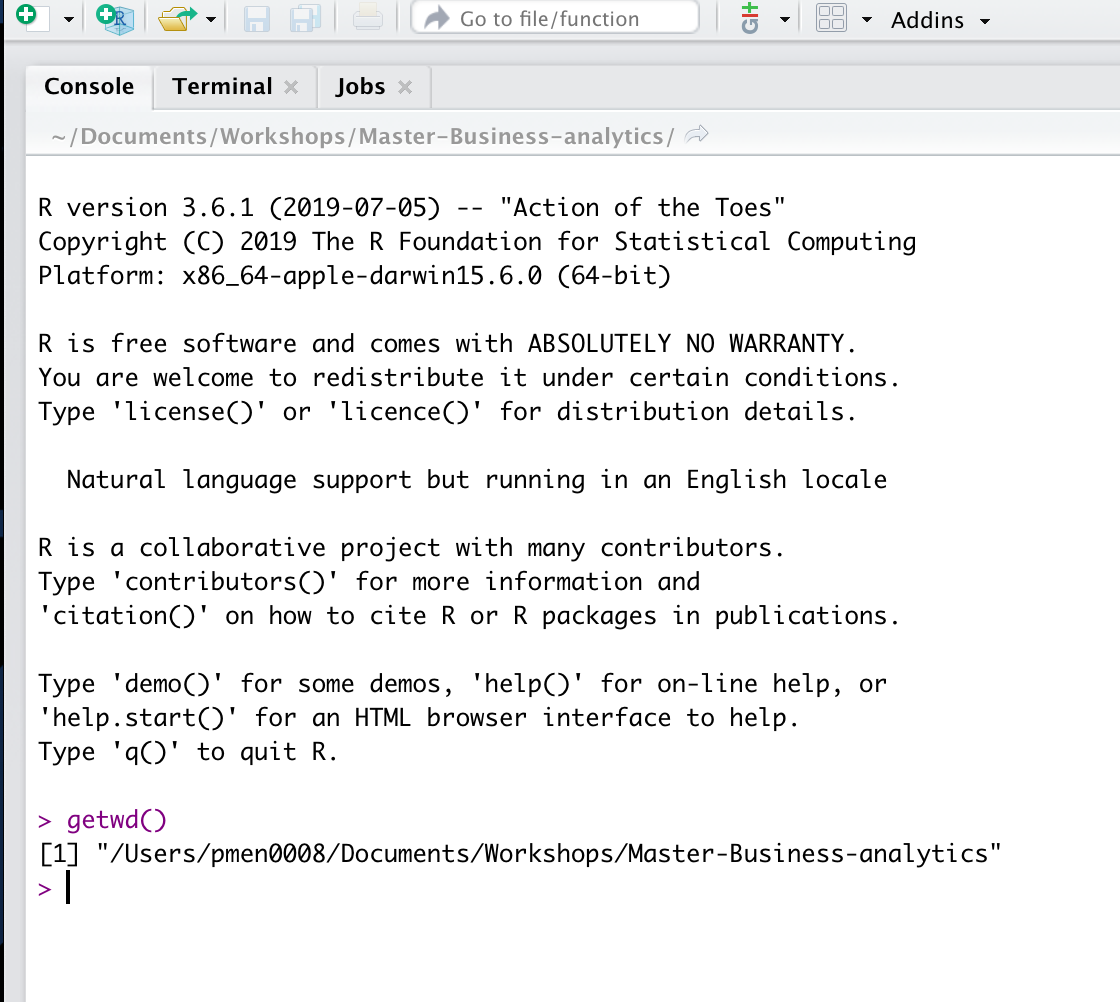 Go to file/function
Addins
Console Terminal Jobs
~/Documents/Workshops/Master-Business-analytics/
R version 3.6.1 (2019-07-05) -- "Action of the Toes"
Copyright (C) 2019 The R Foundation for Statistical Computing
Platform: x86_64-apple-darwin15.6.0 (64-bit)
R is free software and comes with ABSOLUTELY NO WARRANTY.
You are welcome to redistribute it under certain conditions.
Type 'license()' or 'licence()' for distribution details.
Natural language support but running in an English locale
R is a collaborative project with many contributors.
Type 'contributors()' for more information and
'citation()' on how to cite R or R packages in publications.
Type 'demo()' for some demos, 'help()' for on-line help, or
'help.start()' for an HTML browser interface to help.
Type 'q()' to quit R.
> getwd()
[1] "/Users/pmen0008/Documents/Workshops/Master-Business-analytics"
>